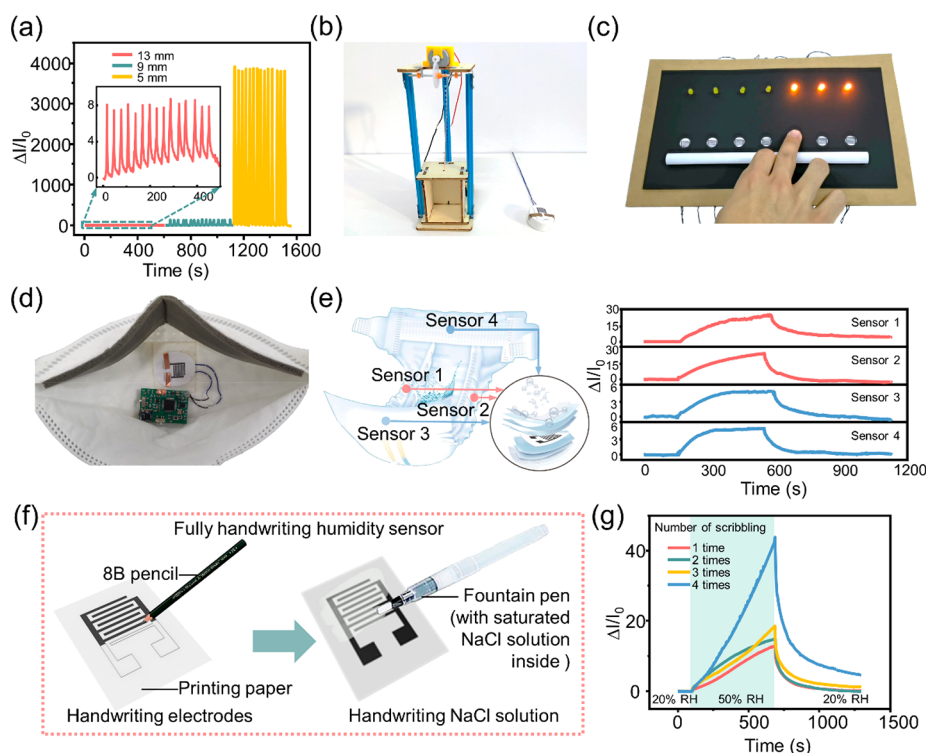 (a)
13 mm
9 mm
5 mm
4000
3000
2000
1000
0
ΔI/I0
8
4
0
0 200 400
0 400 800 1200 1600
Time (s)
(b)
(c)
(d)
(e)
Sensor 4
Sensor 1
Sensor 2
Sensor 3
ΔI/I0
30
15
0
Sensor 1
30
15
0
Sensor 2
3
0
Sensor 3
6
3
0
Sensor 4
0 300 600 900 1200
Time (s)
(f)
Fully handwriting humidity sensor
8B pencil
Printing paper
Handwriting electrodes
Fountain pen
(with saturated
NaCl solution
inside )
Handwriting NaCl solution
(g)
Number of scribbling
1 time
2 times
3 times
4 times
ΔI/I0
40
20
0
20% RH 50% RH 20% RH
0 500 1000 1500
Time (s)